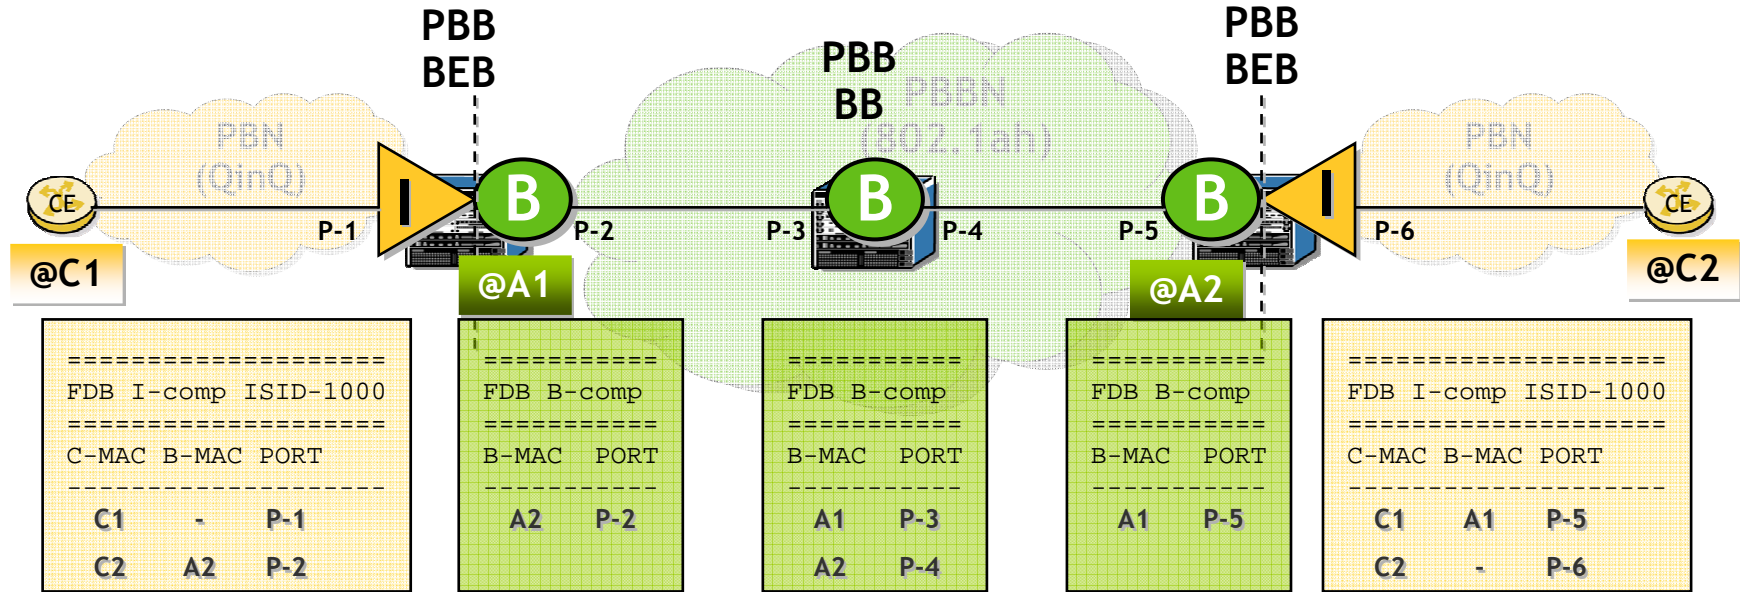 PBB
BEB
PBB
BB
PBB
BEB
PBN
(QinQ)
PBBN
(802.1ah)
PBN
(QinQ)
CE
I
B
B
B
I
CE
P-1
P-2
P-3
P-4
P-5
P-6
@C1
@A1
@A2
@C2
====================
FDB I-comp ISID-1000
====================
C-MAC B-MAC PORT
--------------------
C1 - P-1
C2 A2 P-2
===========
FDB B-comp
===========
B-MAC PORT
-----------
A2 P-2
===========
FDB B-comp
===========
B-MAC PORT
-----------
A1 P-3
A2 P-4
===========
FDB B-comp
===========
B-MAC PORT
-----------
A1 P-5
====================
FDB I-comp ISID-1000
====================
C-MAC B-MAC PORT
--------------------
C1 A1 P-5
C2 - P-6